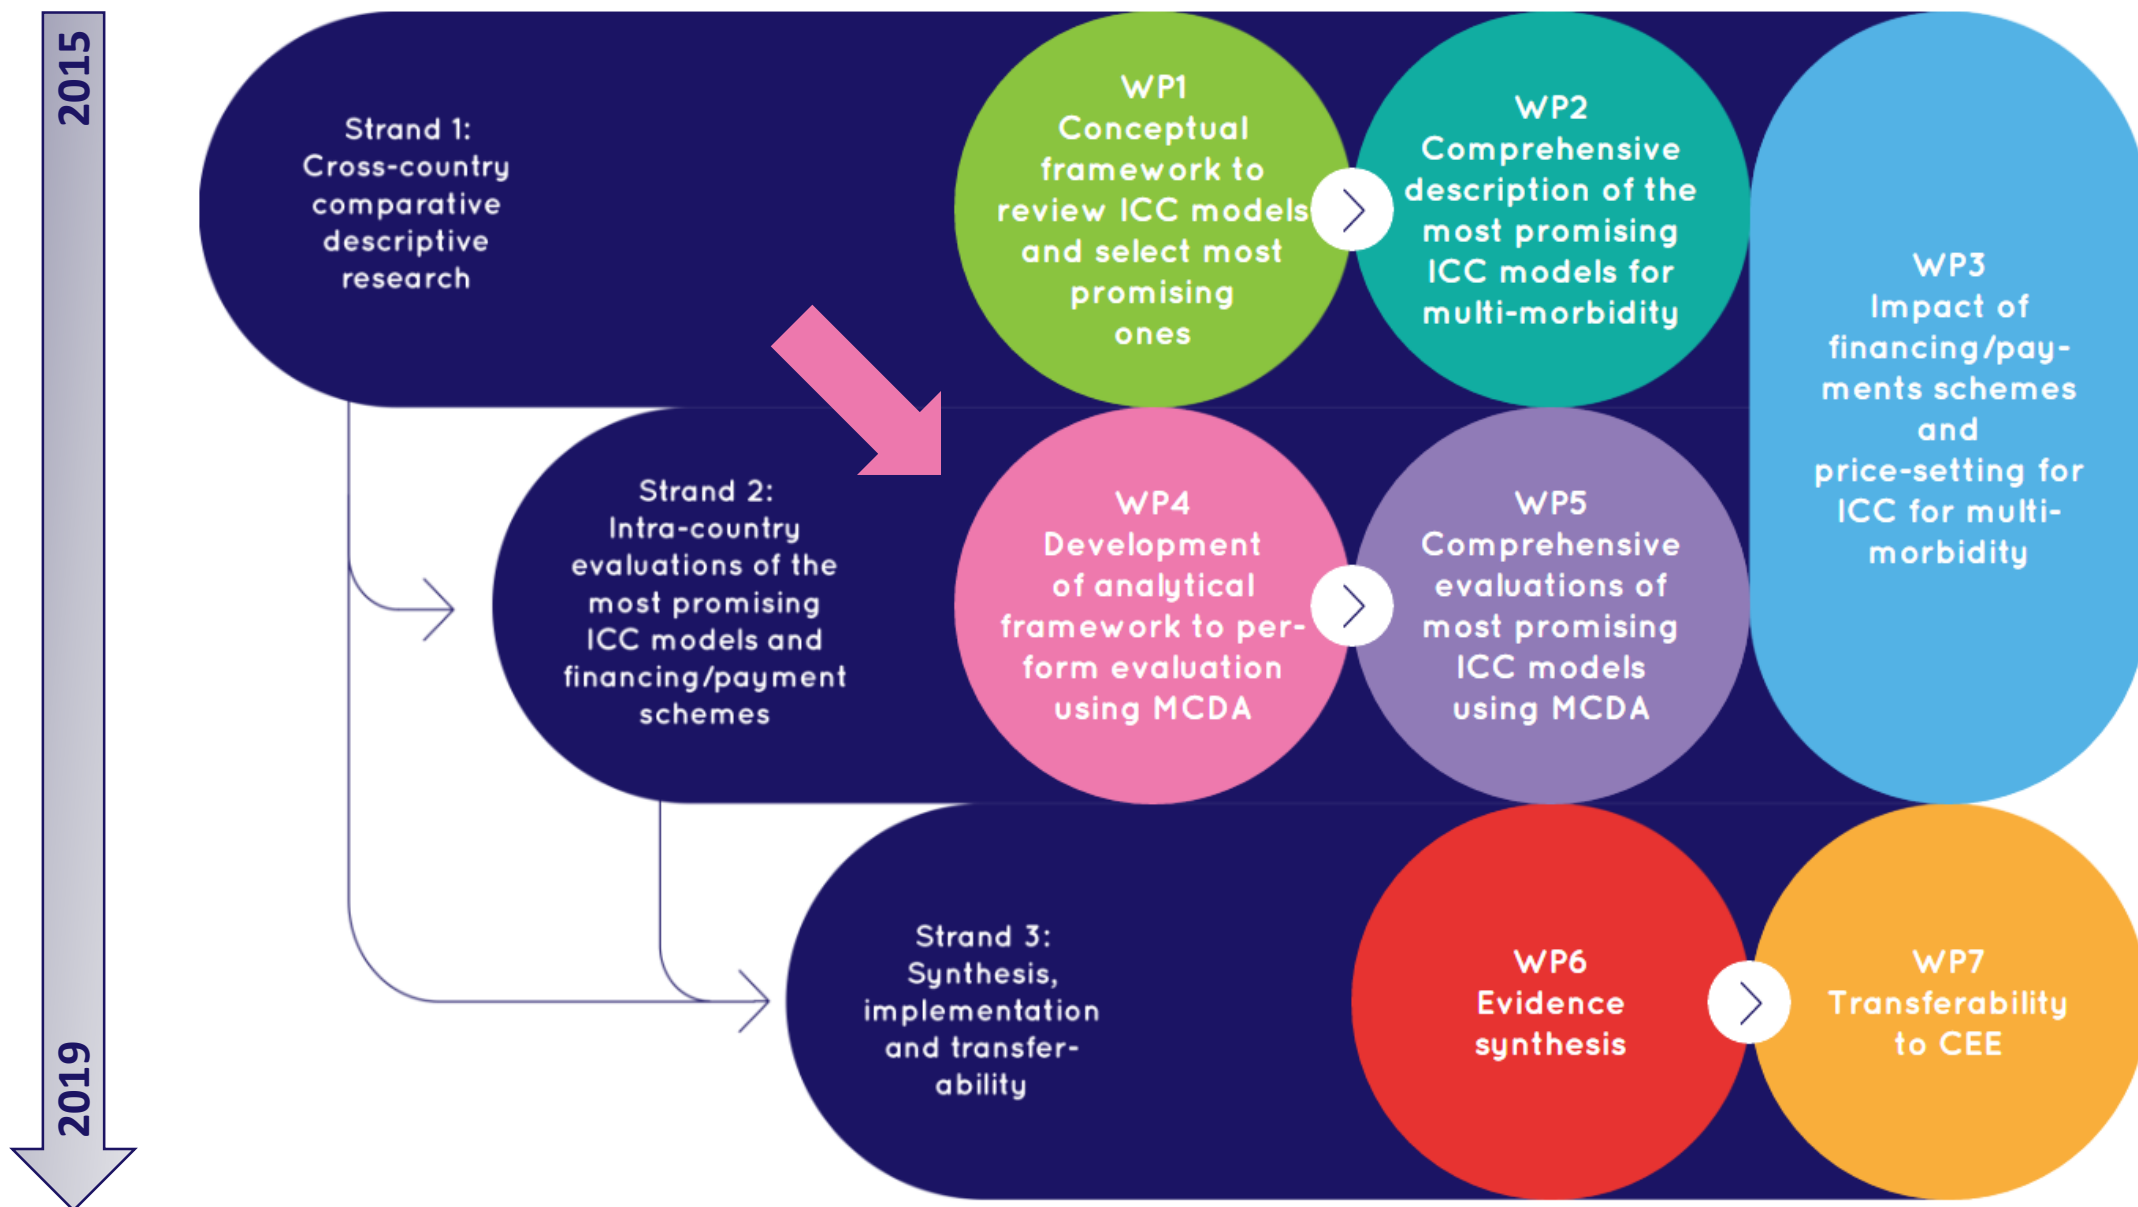 2015
Strand 1:
Cross-country
comparative
descriptive
research
WP1
Conceptual
framework to
review ICC models
and select most
promising
ones
WP2
Comprehensive
description of the
most promising
ICC models for
multi-morbidity
WP3
Impact of
financing/pay-
ments schemes
and
price-setting for
ICC for multi-
morbidity
Strand 2:
Intra-country
evaluations of the
most promising
ICC models and
financing/payment
schemes
WP4
Development
of analytical
framework to per-
form evaluation
using MCDA
WP5
Comprehensive
evaluations of
most promising
ICC models
using MCDA
Strand 3:
Synthesis,
implementation
and transfer-
ability
WP6
Evidence
synthesis
WP7
Transferability
to CEE
2019